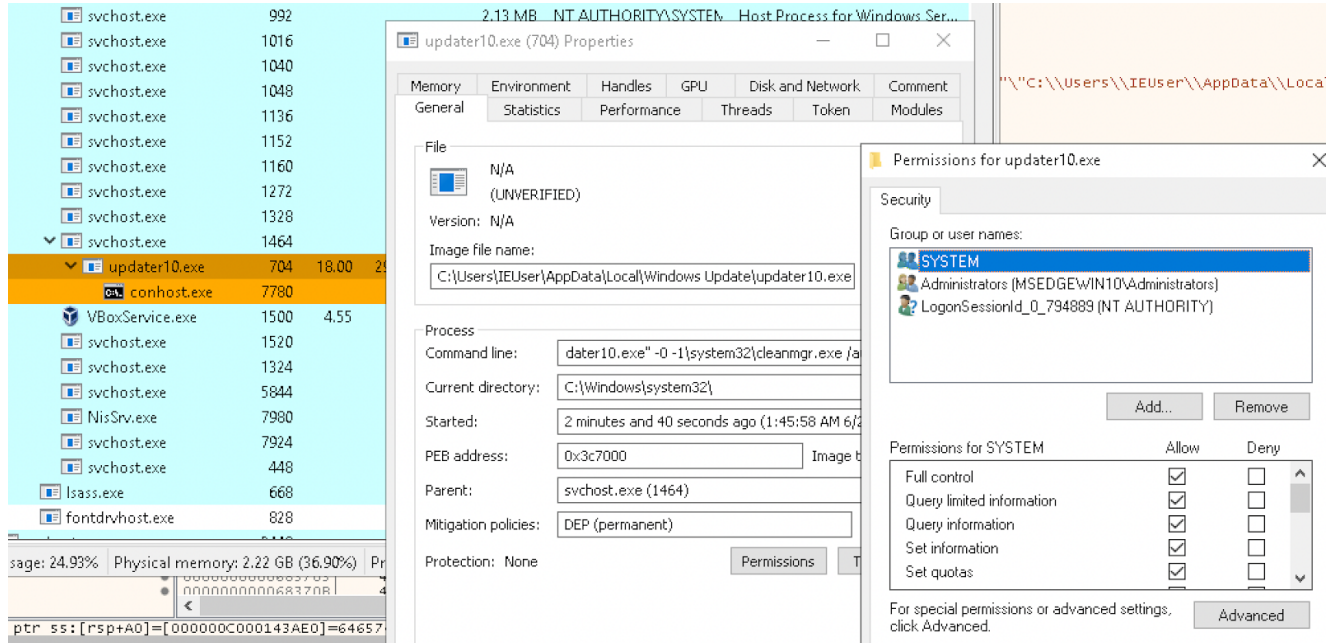 svchost.exe 992 2.13 MB NT AUTHORITY\SYSTEM Host Process for Windows Ser...
svchost.exe 1016
svchost.exe 1040
svchost.exe 1048
svchost.exe 1136
svchost.exe 1152
svchost.exe 1160
svchost.exe 1272
svchost.exe 1328
svchost.exe 1464
updater10.exe 704 18.00 29
conhost.exe 7780
VBoxService.exe 1500 4.55
svchost.exe 1520
svchost.exe 1324
svchost.exe 5844
NisSrv.exe 7980
svchost.exe 7924
svchost.exe 448
lsass.exe 668
fontdrvhost.exe 828
sage: 24.93% Physical memory: 2.22 GB (36.90%) Pr
ptr ss:[rsp+A0]=[000000C000143AE0]=64657
updater10.exe (704) Properties
Memory Environment Handles GPU Disk and Network Comment
General Statistics Performance Threads Token Modules
File
N/A
(UNVERIFIED)
Version: N/A
Image file name:
C:\Users\IEUser\AppData\Local\Windows Update\updater10.exe
Process
Command line: dater10.exe" -0 -1\system32\cleanmgr.exe /a
Current directory: C:\Windows\system32\
Started: 2 minutes and 40 seconds ago (1:45:58 AM 6/2
PEB address: 0x3c7000 Image t
Parent: svchost.exe (1464)
Mitigation policies: DEP (permanent)
Protection: None Permissions T
"\"C:\\Users\\IEUser\\AppData\\Local
Permissions for updater10.exe
Security
Group or user names:
SYSTEM
Administrators (MSEDGEWIN10\Administrators)
LogonSessionId_0_794889 (NT AUTHORITY)
Add... Remove
Permissions for SYSTEM Allow Deny
Full control
Query limited information
Query information
Set information
Set quotas
For special permissions or advanced settings,
click Advanced.
Advanced